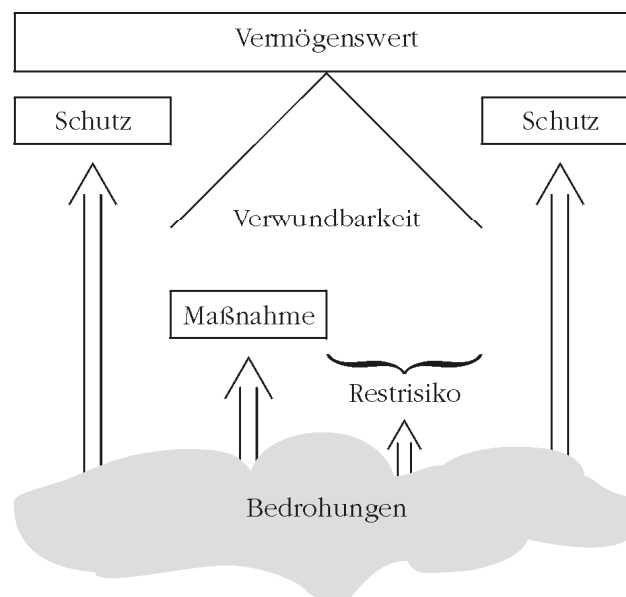 Vermögenswert
Schutz
Schutz
Verwundbarkeit
Maßnahme
Restrisiko
Bedrohungen